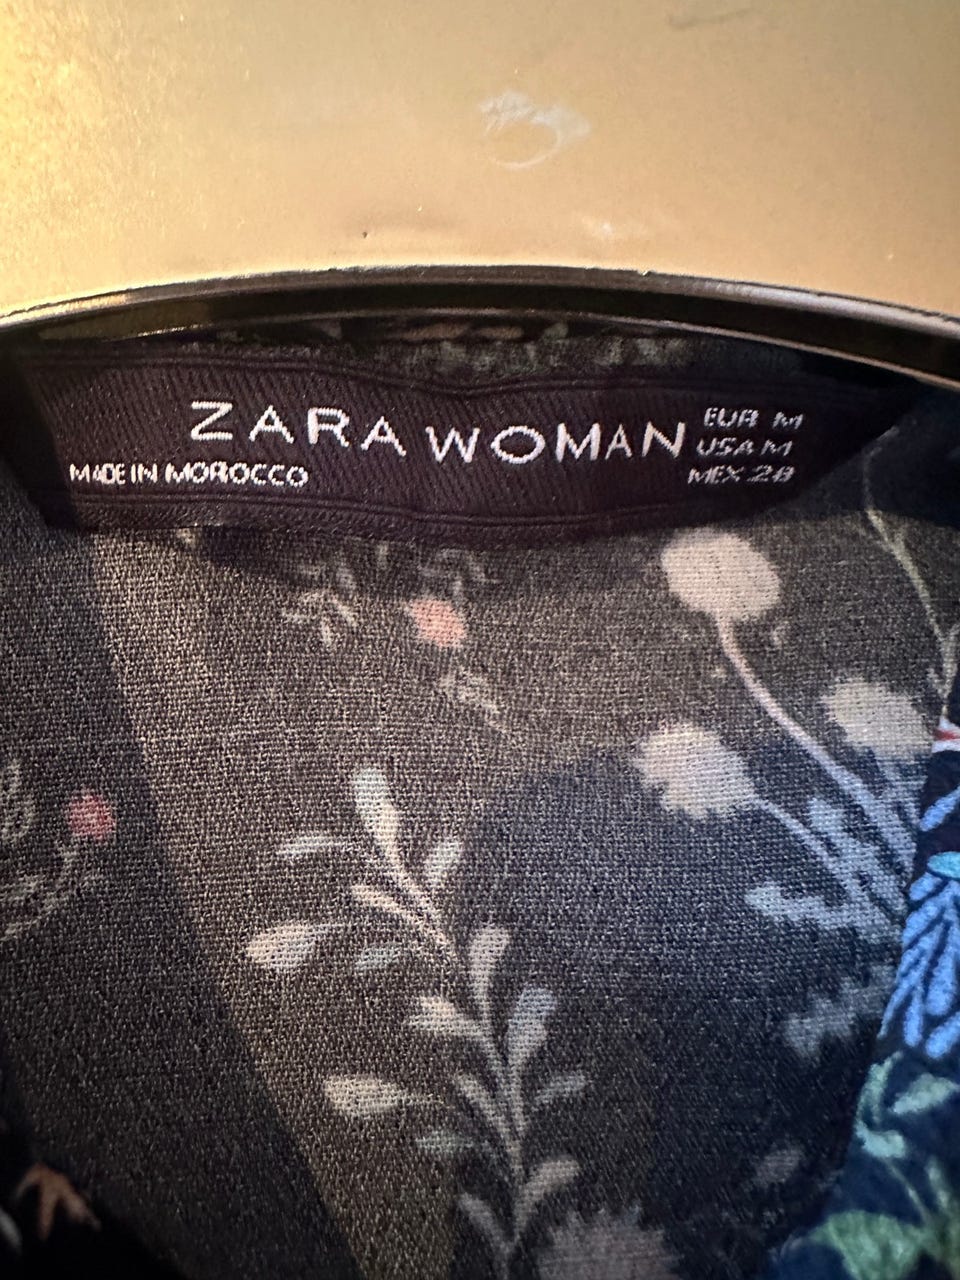 ZARA WOMAN
MADE IN MOROCCO
EUR M
USA M
MEX 28